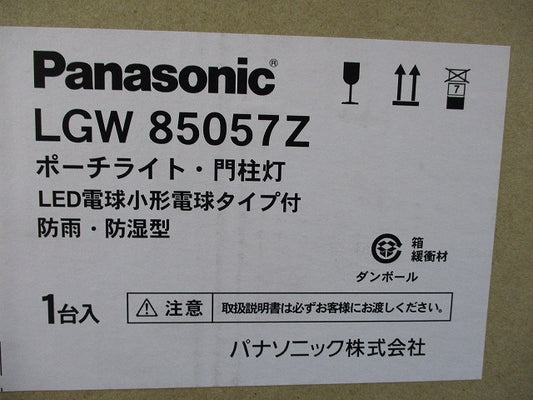 Panasonic®
LGW 85057Z
7
ポーチライト・門柱灯
LED電球小形電球タイプ付
防雨・防湿型
箱
緩衝材
ダンボール
1台入
注意 取扱説明書は必ずお客様にお渡しください。
パナソニック株式会社